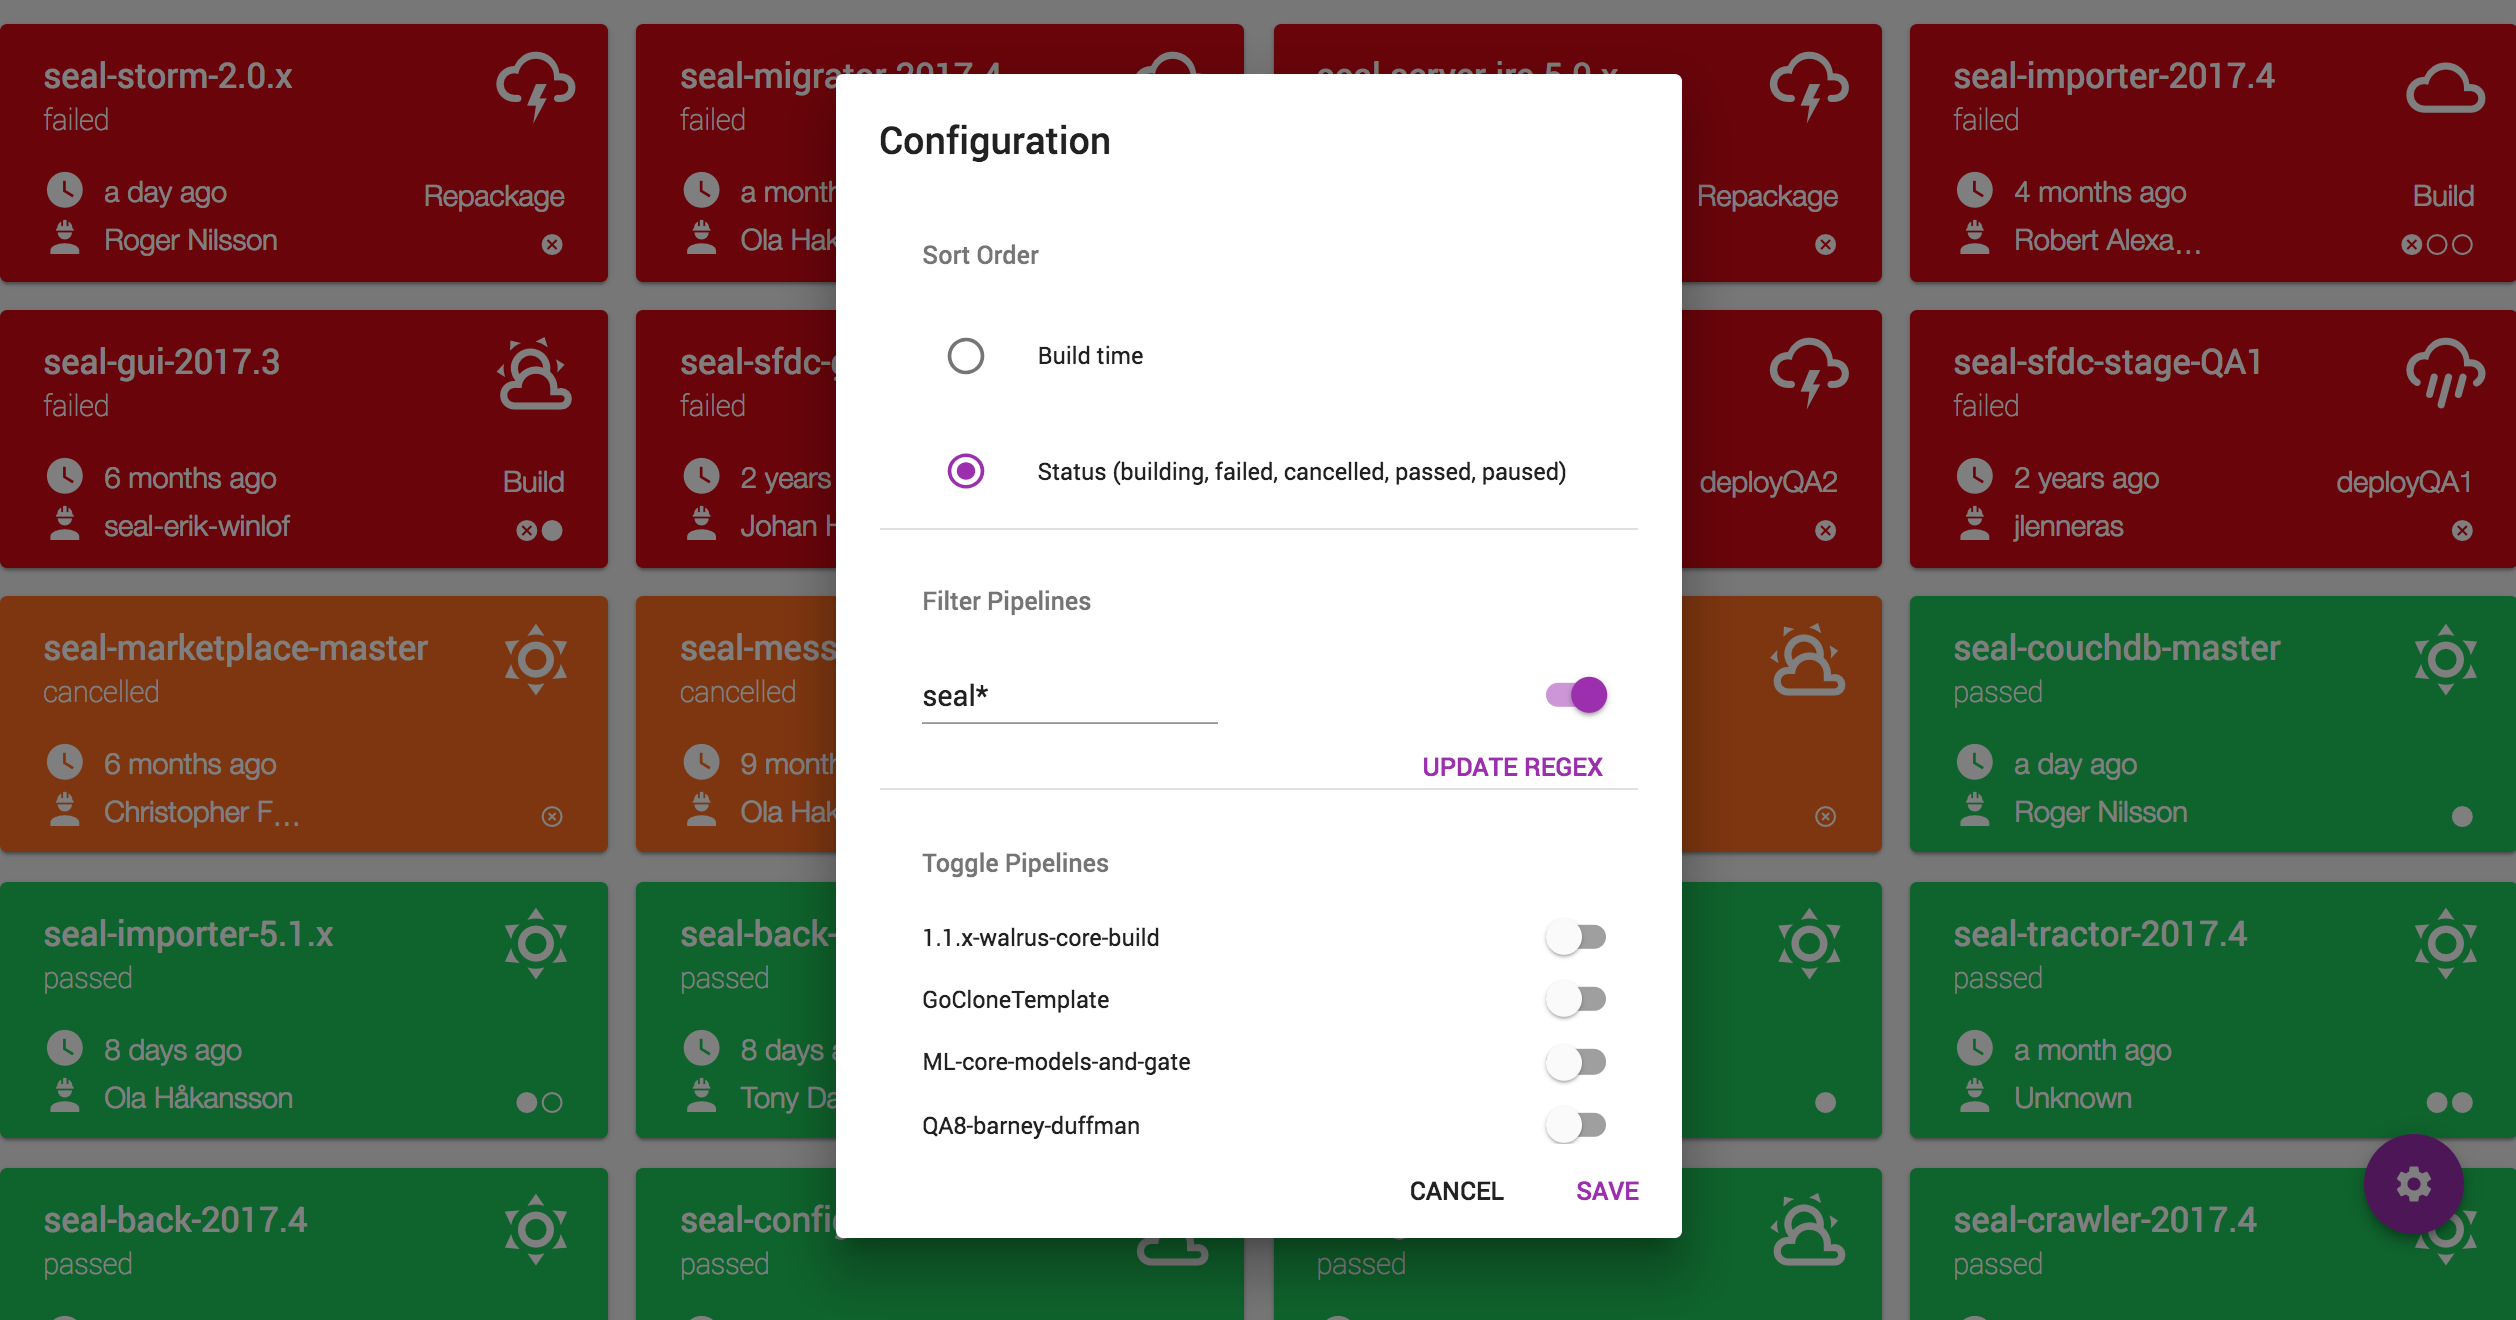 seal-storm-2.0.x
failed
a day ago
Repackage
Roger Nilsson
seal-migrator-2017.4
failed
a month
Ola Hak
Repackage
seal-importer-2017.4
failed
4 months ago
Build
Robert Alexa...
seal-gui-2017.3
failed
6 months ago
Build
seal-erik-winlof
seal-sfdc-
failed
2 years
Johan H
deployQA2
seal-sfdc-stage-QA1
failed
2 years ago
deployQA1
jlenneras
seal-marketplace-master
cancelled
6 months ago
Christopher F...
seal-mess
cancelled
9 month
Ola Hak
seal-couchdb-master
passed
a day ago
Roger Nilsson
seal-importer-5.1.x
passed
8 days ago
Ola Håkansson
seal-back-
passed
8 days a
Tony Da
seal-tractor-2017.4
passed
a month ago
Unknown
seal-back-2017.4
passed
seal-config
passed
passed
seal-crawler-2017.4
passed
Configuration
Sort Order
Build time
Status (building, failed, cancelled, passed, paused)
Filter Pipelines
seal*
UPDATE REGEX
Toggle Pipelines
1.1.x-walrus-core-build
GoCloneTemplate
ML-core-models-and-gate
QA8-barney-duffman
CANCEL
SAVE